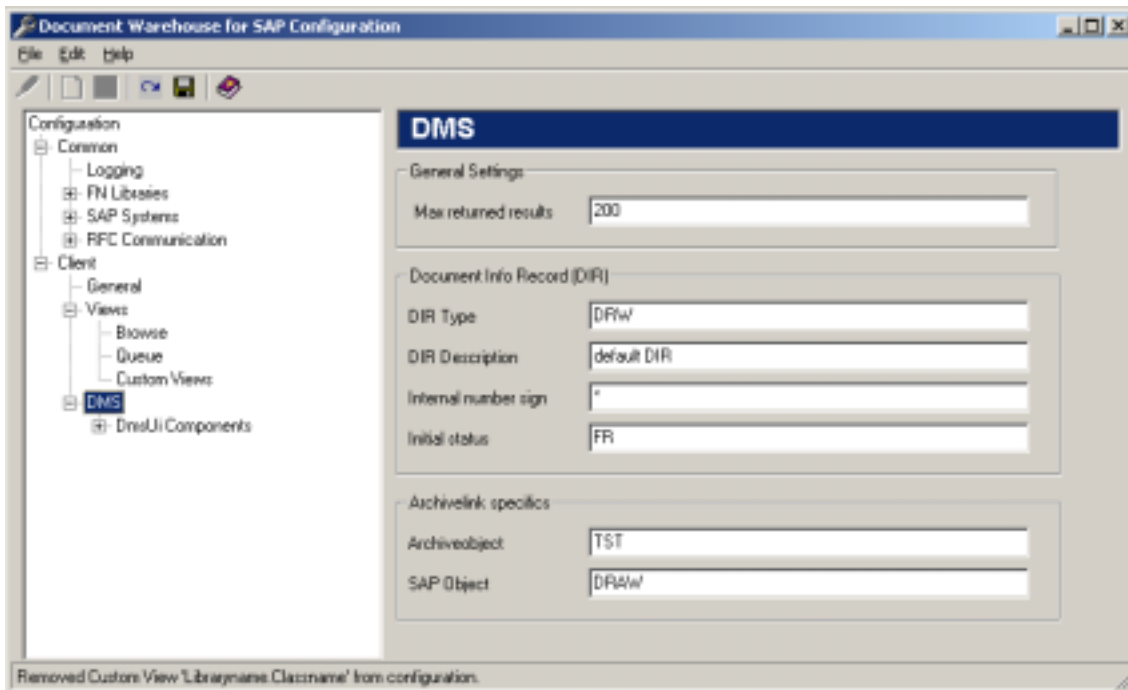 Document Warehouse for SAP Configuration
File Edit Help
Configuration
Common
Logging
FN Libraries
SAP Systems
RFC Communication
Client
General
Views
Browse
Queue
Custom Views
DMS
DmsUi Components
DMS
General Settings
Max returned results 200
Document Info Record (DIR)
DIR Type DRW
DIR Description default DIR
Internal number sign *
Initial status FR
Archivelink specifics
Archiveobject TST
SAP Object DRAW
Removed Custom View 'Libraryname.Classname' from configuration.